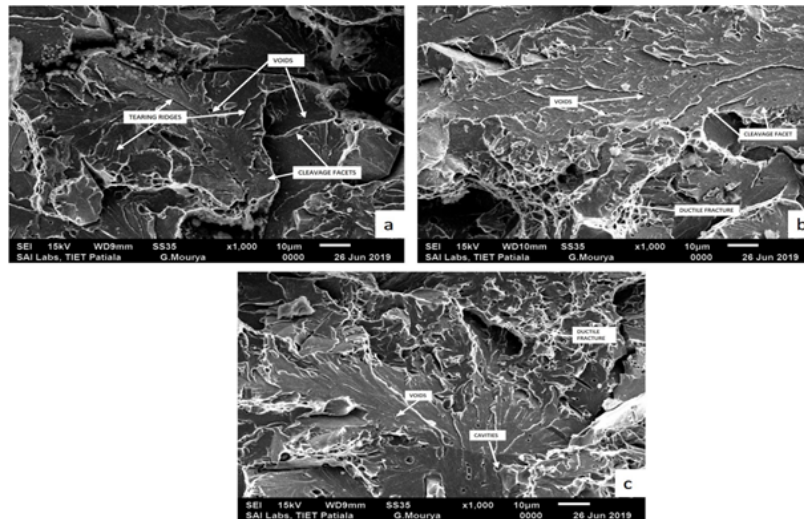 VOIDS
TEARING RIDGES
CLEAVAGE FACETS
a
SEI 15kV WD9mm SS35 x1,000 10µm
SAI Labs, TIET Patiala G.Mourya 0000 26 Jun 2019
VOIDS
CLEAVAGE FACET
DUCTILE FRACTURE
b
SEI 15kV WD10mm SS35 x1,000 10µm
SAI Labs, TIET Patiala G.Mourya 0000 26 Jun 2019
DUCTILE
FRACTURE
VOIDS
CAVITIES
c
SEI 15kV WD9mm SS35 x1,000 10µm
SAI Labs, TIET Patiala G.Mourya 0000 26 Jun 2019